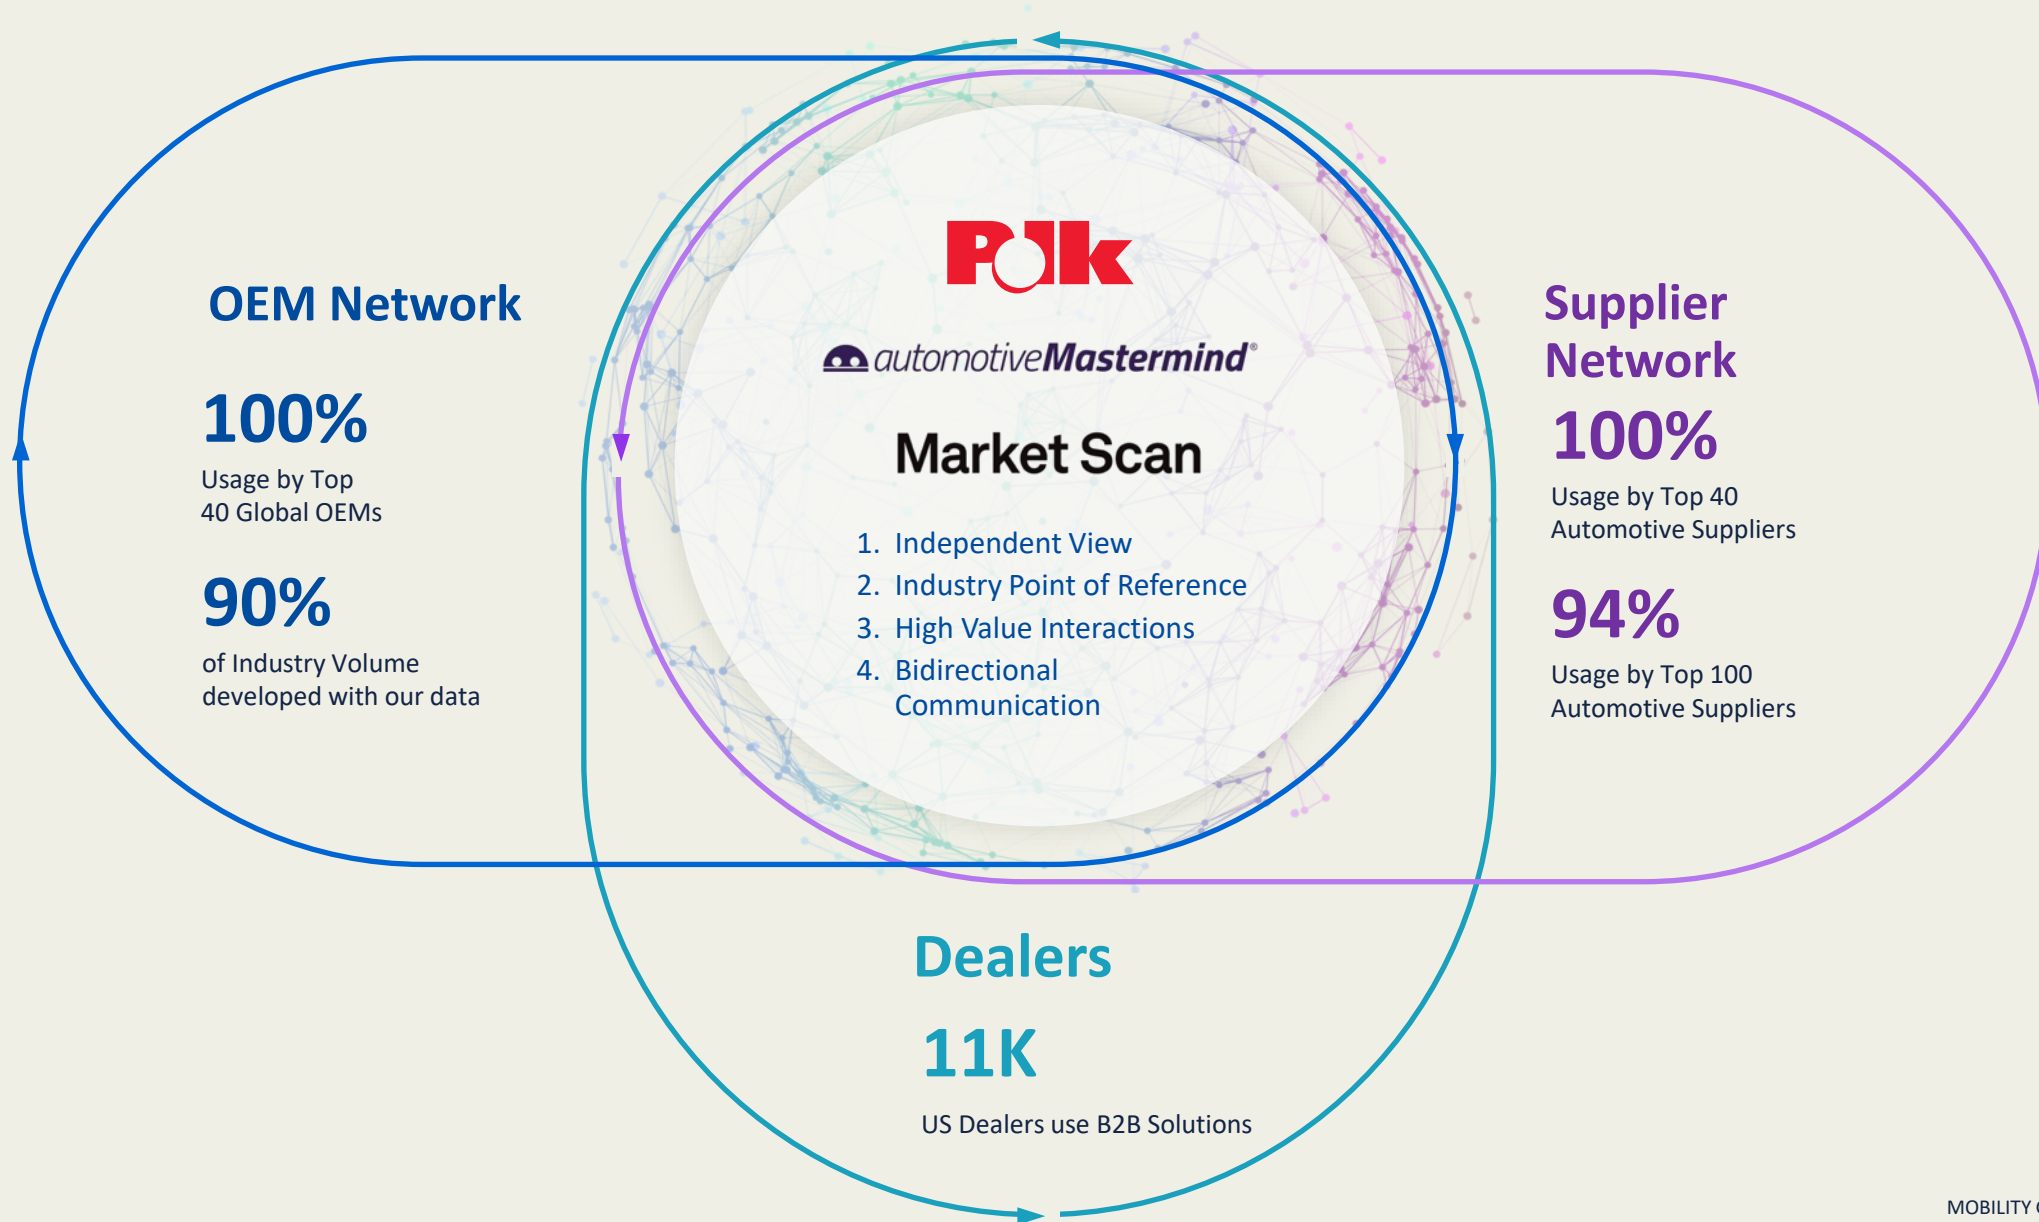 OEM Network
100%
Usage by Top
40 Global OEMs
90%
of Industry Volume
developed with our data
Polk
automotiveMastermind®
Market Scan
1. Independent View
2. Industry Point of Reference
3. High Value Interactions
4. Bidirectional
Communication
Supplier
Network
100%
Usage by Top 40
Automotive Suppliers
94%
Usage by Top 100
Automotive Suppliers
Dealers
11K
US Dealers use B2B Solutions
MOBILITY